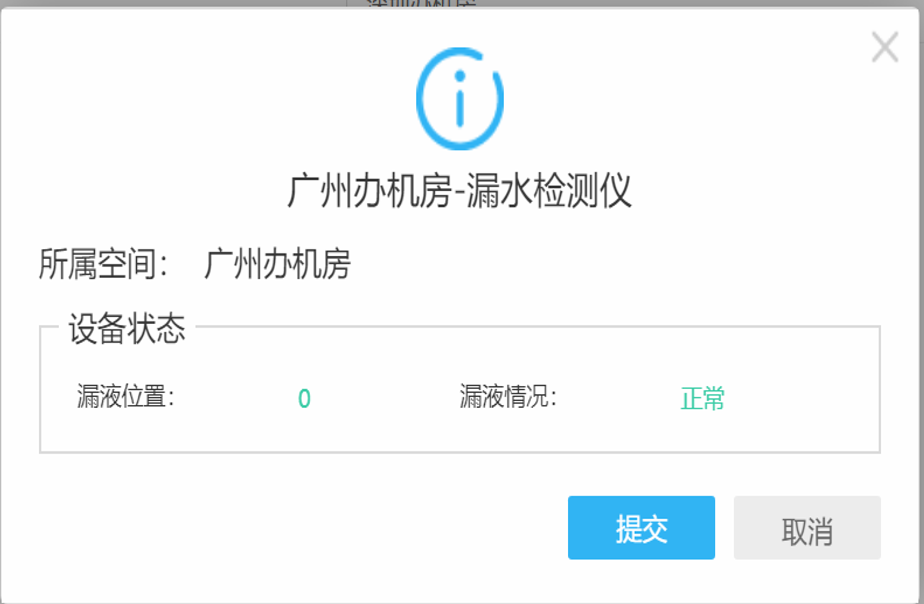 广州办机房-漏水检测仪
所属空间: 广州办机房
设备状态
漏液位置: 0 漏液情况: 正常
提交 取消